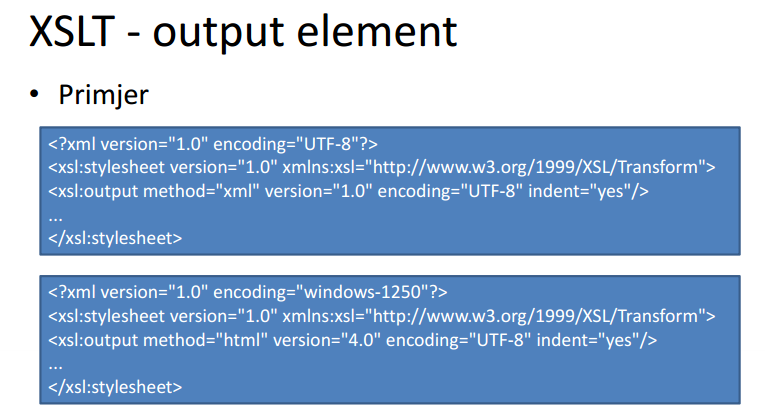 XSLT - output element
• Primjer
<?xml version="1.0" encoding="UTF-8"?>
<xsl:stylesheet version="1.0" xmlns:xsl="http://www.w3.org/1999/XSL/Transform">
<xsl:output method="xml" version="1.0" encoding="UTF-8" indent="yes"/>
...
</xsl:stylesheet>
<?xml version="1.0" encoding="windows-1250"?>
<xsl:stylesheet version="1.0" xmlns:xsl="http://www.w3.org/1999/XSL/Transform">
<xsl:output method="html" version="4.0" encoding="UTF-8" indent="yes"/>
...
</xsl:stylesheet>